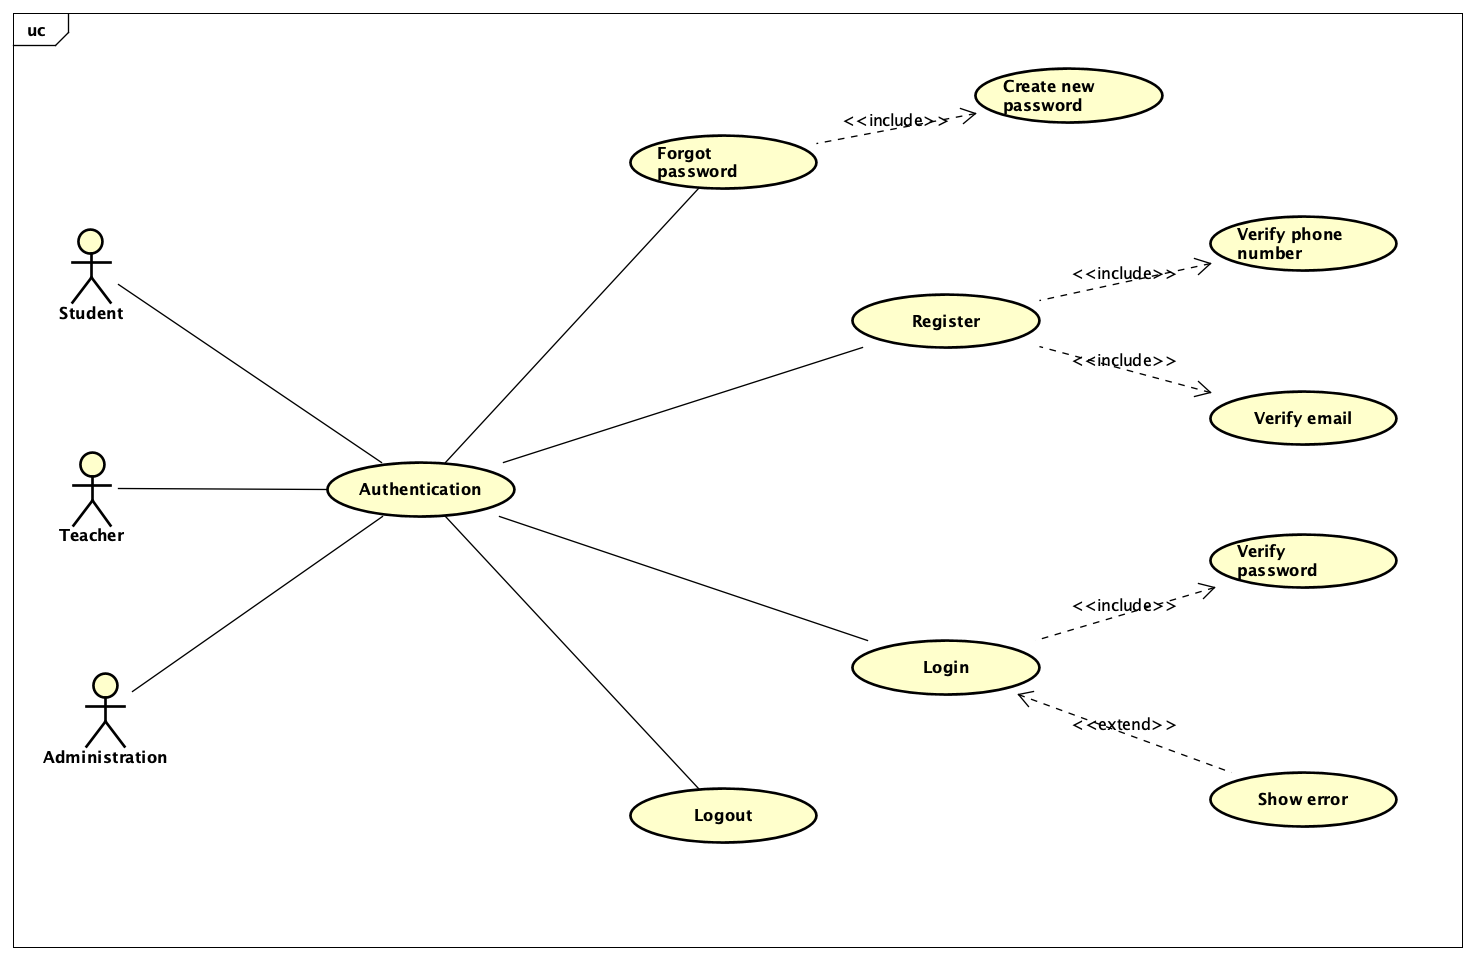 uc
Create new
password
<<include>>
Forgot
password
Verify phone
number
<<include>>
Student
Register
<<include>>
Verify email
Teacher
Authentication
Verify
password
<<include>>
Login
<<extend>>
Administration
Show error
Logout